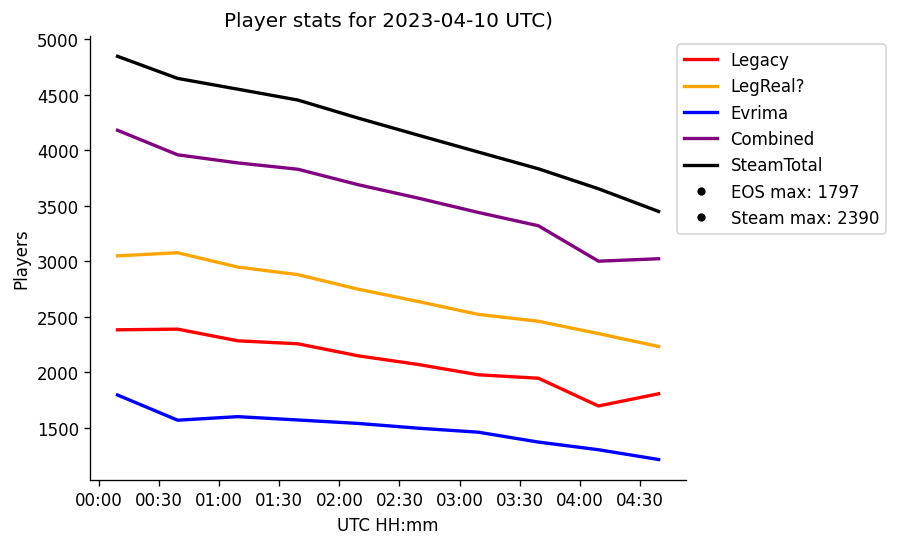 Player stats for 2023-04-10 UTC)
5000
4500
4000
3500
3000
2500
2000
1500
Players
00:00 00:30 01:00 01:30 02:00 02:30 03:00 03:30 04:00 04:30
UTC HH:mm
Legacy
LegReal?
Evrima
Combined
SteamTotal
EOS max: 1797
Steam max: 2390